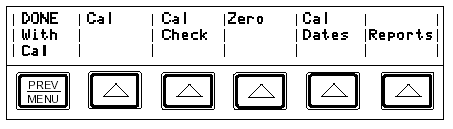 DONE Cal Cal Zero Cal
With Check Dates Reports
Cal
PREV
MENU